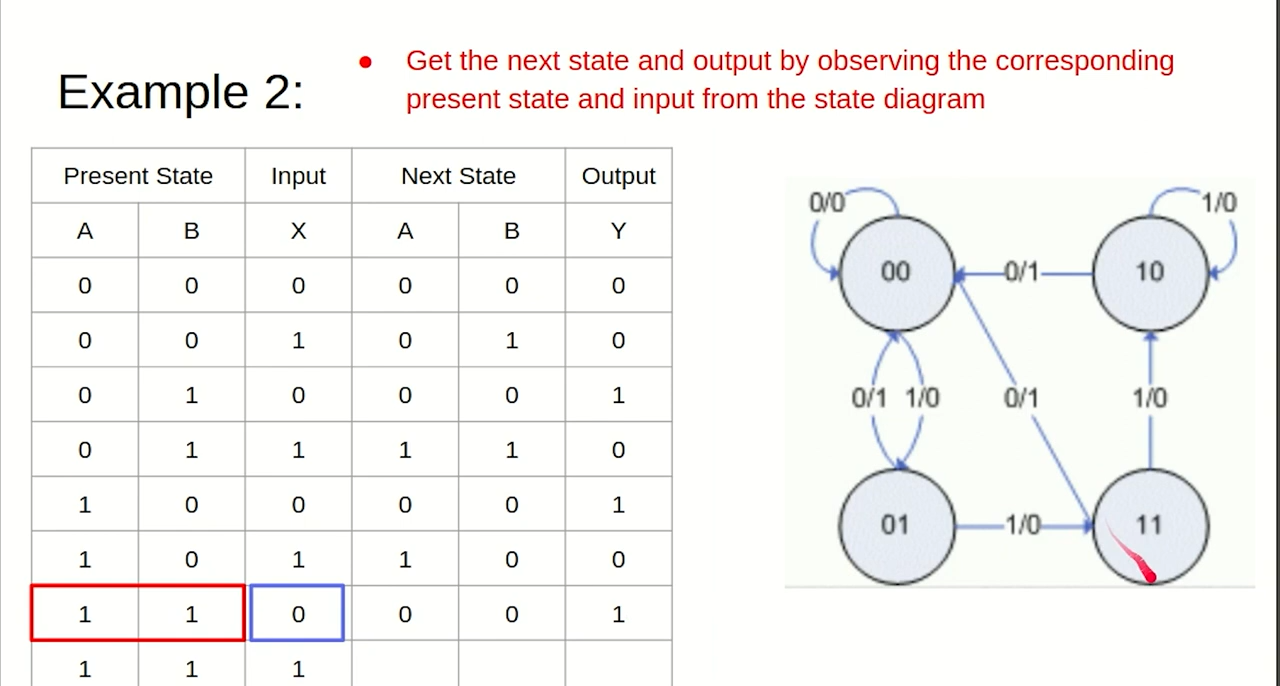 Example 2:
● Get the next state and output by observing the corresponding
present state and input from the state diagram
Present State Input Next State Output
A B X A B Y
0 0 0 0 0 0
0 0 1 0 1 0
0 1 0 0 0 1
0 1 1 1 1 0
1 0 0 0 0 1
1 0 1 1 0 0
1 1 0 0 0 1
1 1 1
0/0 1/0
00 0/1 10
0/1 1/0 0/1 1/0
01 1/0 11